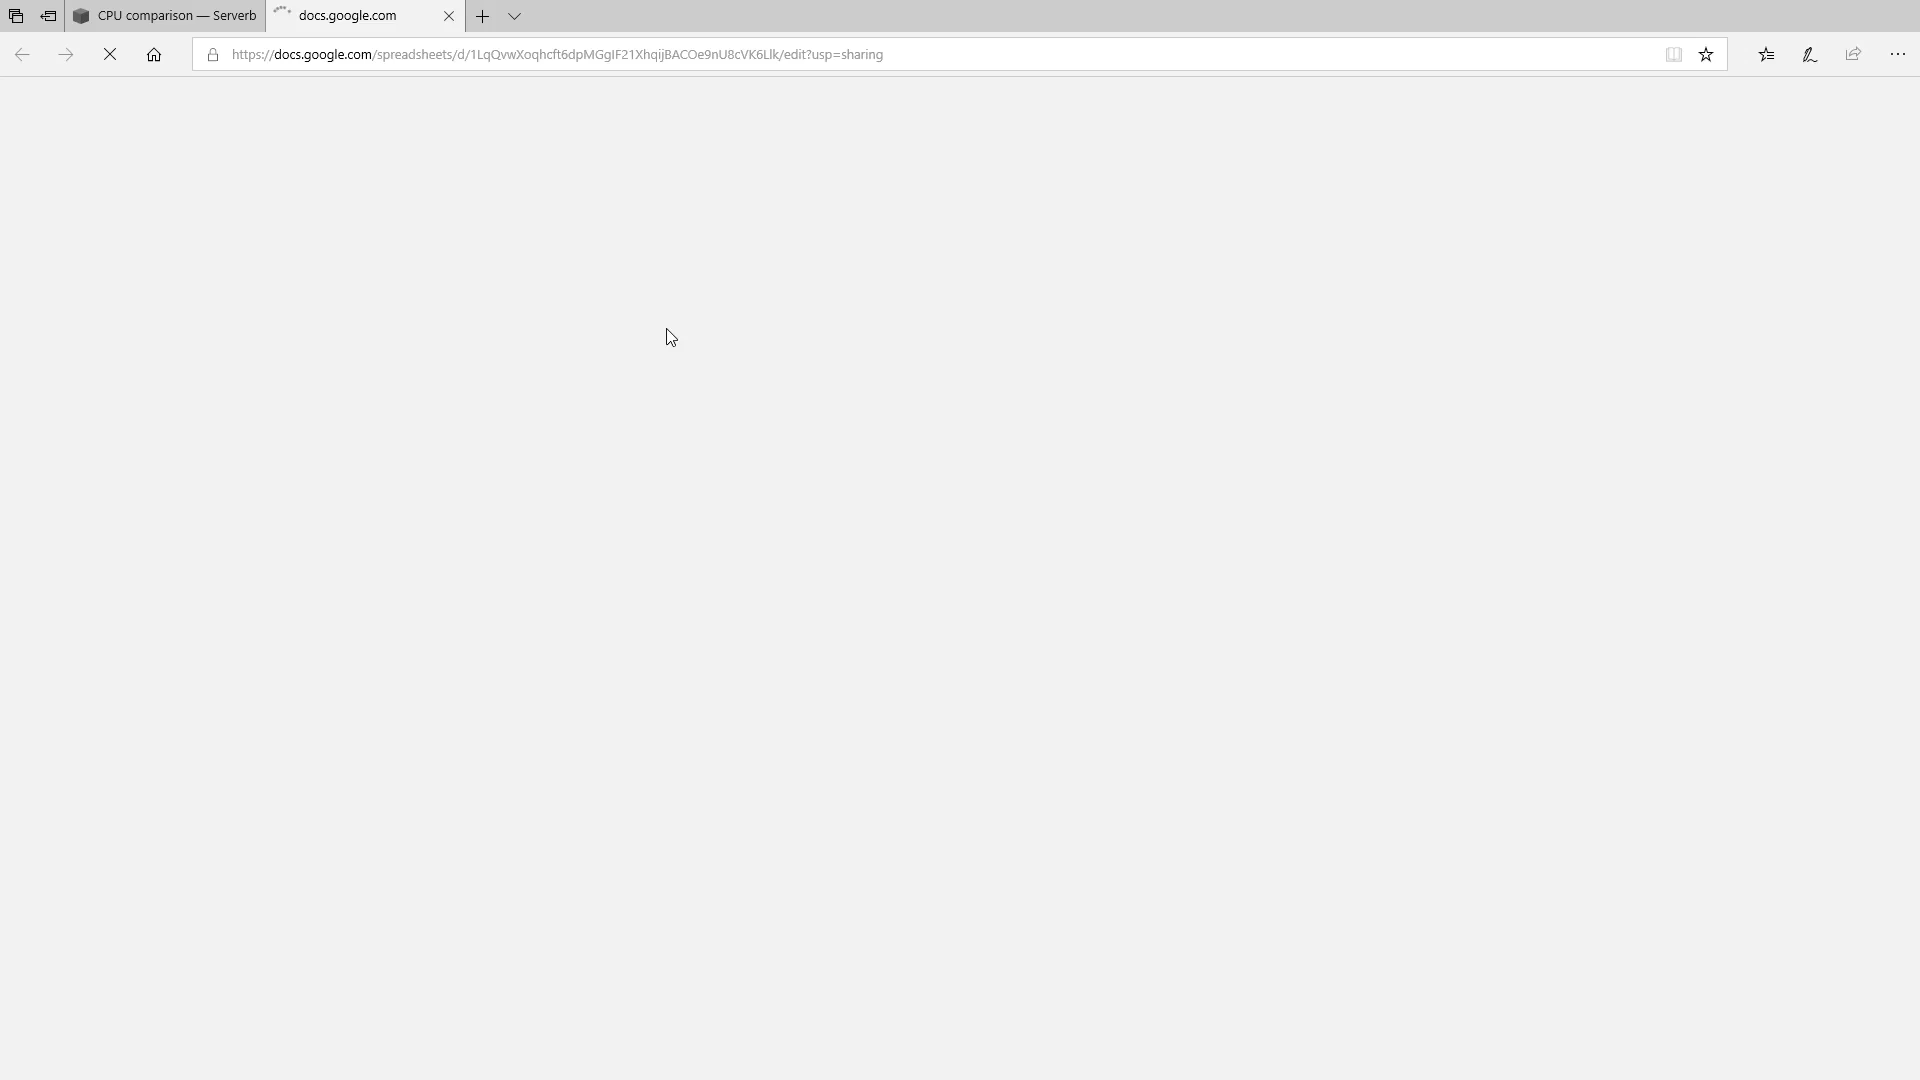 CPU comparison — Serverb
docs.google.com
https://docs.google.com/spreadsheets/d/1LqQvwXoqhcft6dpMGgIF21XhqijBACOe9nU8cVK6Llk/edit?usp=sharing